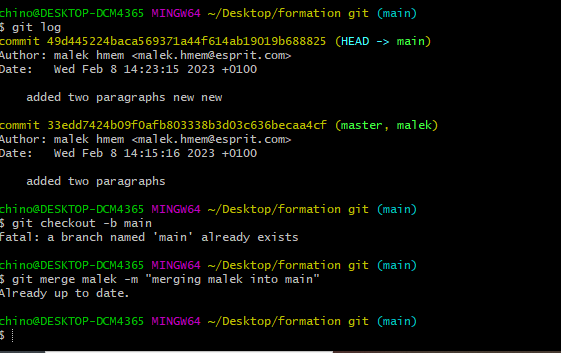 chino@DESKTOP-DCM4365 MINGW64 ~/Desktop/formation git (main)
$ git log
commit 49d445224baca569371a44f614ab19019b688825 (HEAD -> main)
Author: malek hmem <malek.hmem@esprit.com>
Date:   Wed Feb 8 14:23:15 2023 +0100
    added two paragraphs new new
commit 33edd7424b09f0afb803338b3d03c636becaa4cf (master, malek)
Author: malek hmem <malek.hmem@esprit.com>
Date:   Wed Feb 8 14:15:16 2023 +0100
    added two paragraphs
chino@DESKTOP-DCM4365 MINGW64 ~/Desktop/formation git (main)
$ git checkout -b main
fatal: a branch named 'main' already exists
chino@DESKTOP-DCM4365 MINGW64 ~/Desktop/formation git (main)
$ git merge malek -m "merging malek into main"
Already up to date.
chino@DESKTOP-DCM4365 MINGW64 ~/Desktop/formation git (main)
$